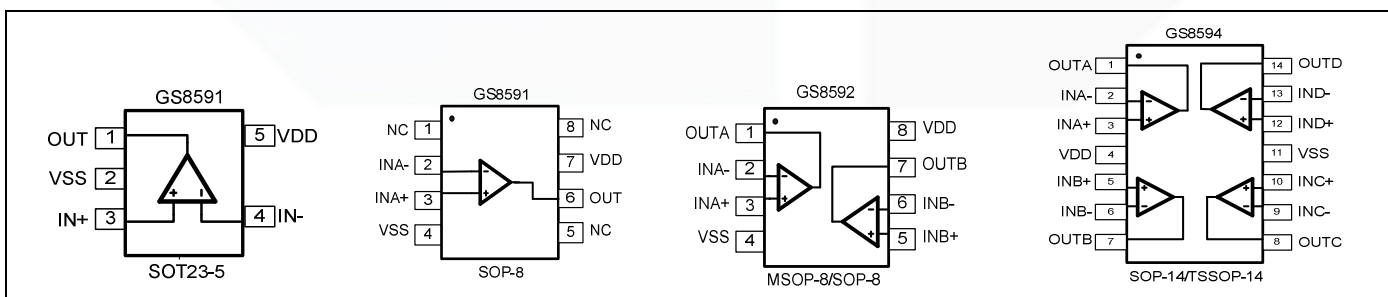 GS8591
OUT 1
VSS 2
IN+ 3
5 VDD
4 IN-
+ -
SOT23-5
GS8591
NC 1
INA- 2
INA+ 3
VSS 4
8 NC
7 VDD
6 OUT
5 NC
-
+
SOP-8
GS8592
OUTA 1
INA- 2
INA+ 3
VSS 4
8 VDD
7 OUTB
6 INB-
5 INB+
-
+
-
+
MSOP-8/SOP-8
GS8594
OUTA 1
INA- 2
INA+ 3
VDD 4
INB+ 5
INB- 6
OUTB 7
14 OUTD
13 IND-
12 IND+
11 VSS
10 INC+
9 INC-
8 OUTC
-
+
-
+
+
-
+
-
SOP-14/TSSOP-14